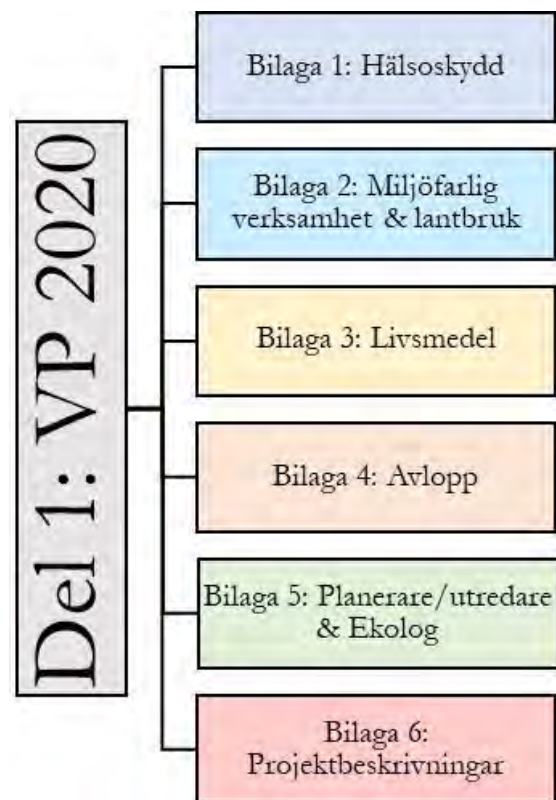 Del 1: VP 2020
Bilaga 1: Hälsoskydd
Bilaga 2: Miljöfarlig
verksamhet & lantbruk
Bilaga 3: Livsmedel
Bilaga 4: Avlopp
Bilaga 5: Planerare/utredare
& Ekolog
Bilaga 6:
Projektbeskrivningar